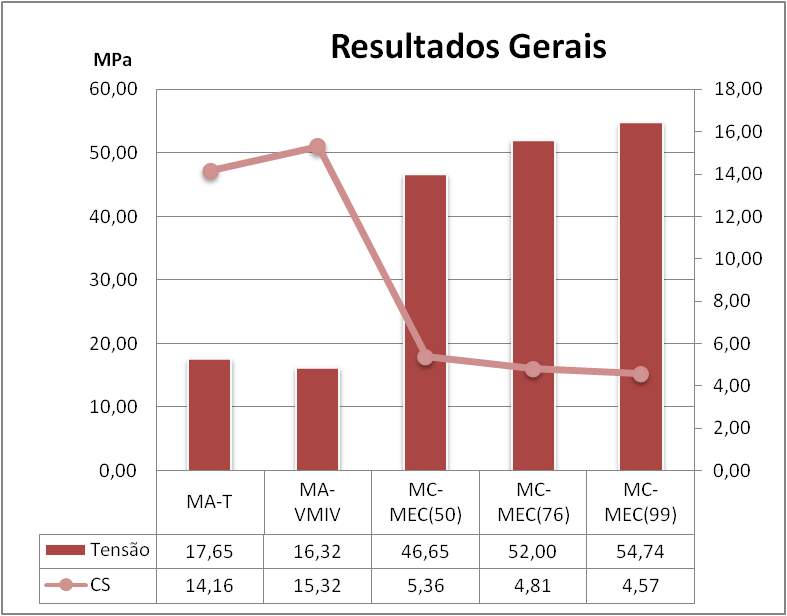 Resultados Gerais
MPa
60,00
50,00
40,00
30,00
20,00
10,00
0,00
18,00
16,00
14,00
12,00
10,00
8,00
6,00
4,00
2,00
0,00
MA-T
MA-
VMIV
MC-
MEC(50)
MC-
MEC(76)
MC-
MEC(99)
Tensão 17,65 16,32 46,65 52,00 54,74
CS 14,16 15,32 5,36 4,81 4,57